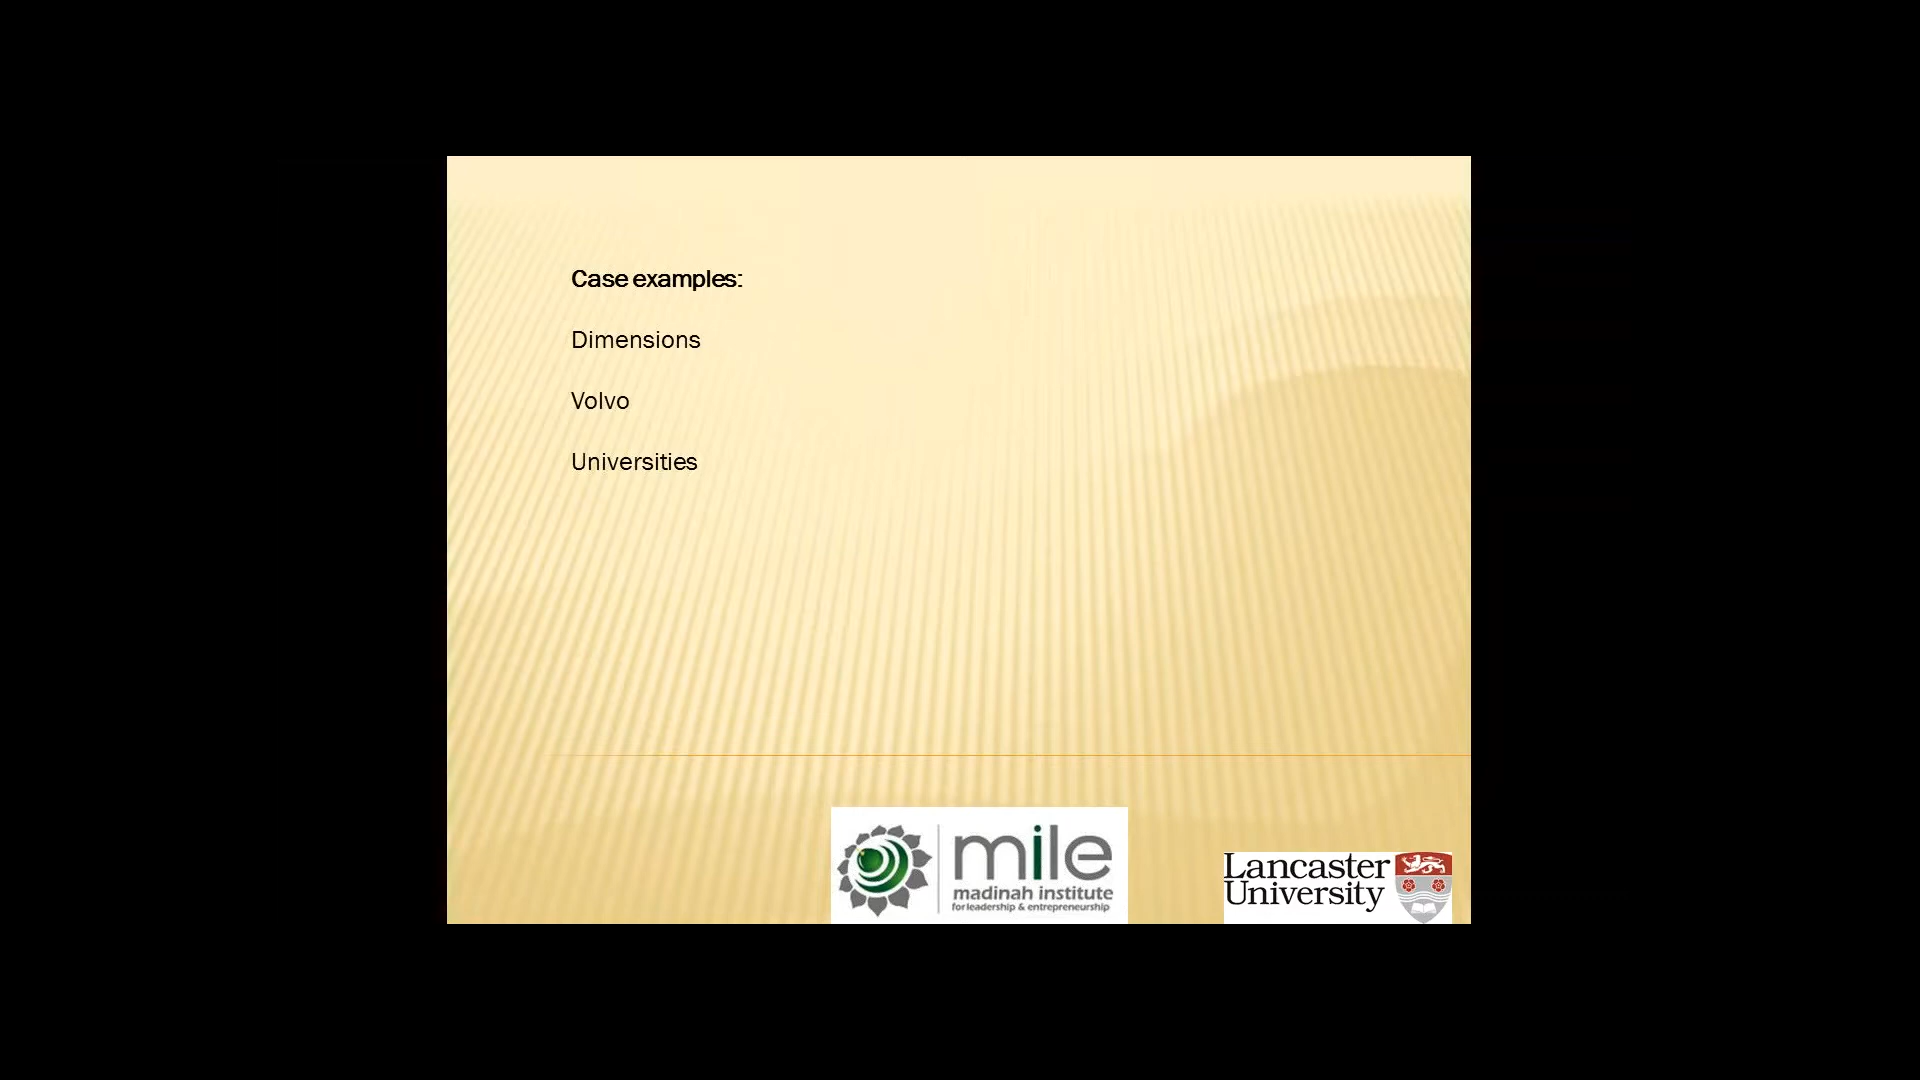 Case examples:
Dimensions
Volvo
Universities
mile
madinah institute
for leadership & entrepreneurship
Lancaster
University